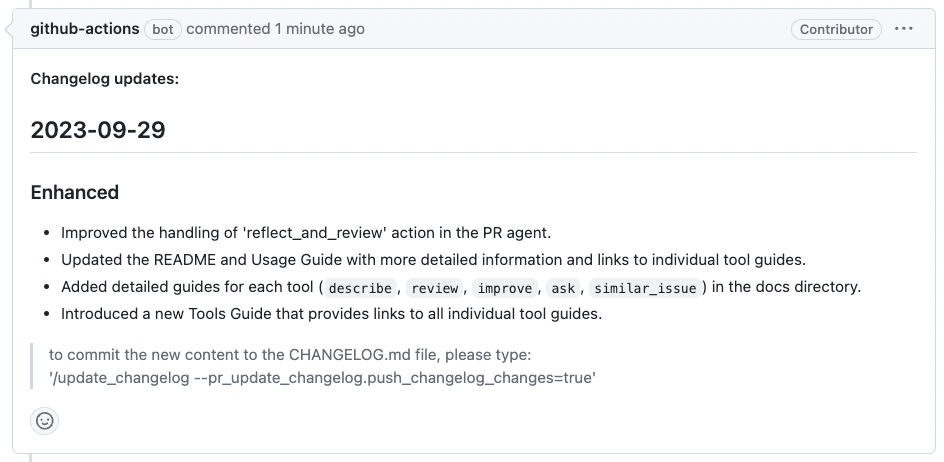 github-actions bot commented 1 minute ago Contributor ...
Changelog updates:
2023-09-29
Enhanced
• Improved the handling of 'reflect_and_review' action in the PR agent.
• Updated the README and Usage Guide with more detailed information and links to individual tool guides.
• Added detailed guides for each tool ( describe , review , improve , ask , similar_issue ) in the docs directory.
• Introduced a new Tools Guide that provides links to all individual tool guides.
to commit the new content to the CHANGELOG.md file, please type:
'/update_changelog --pr_update_changelog.push_changelog_changes=true'